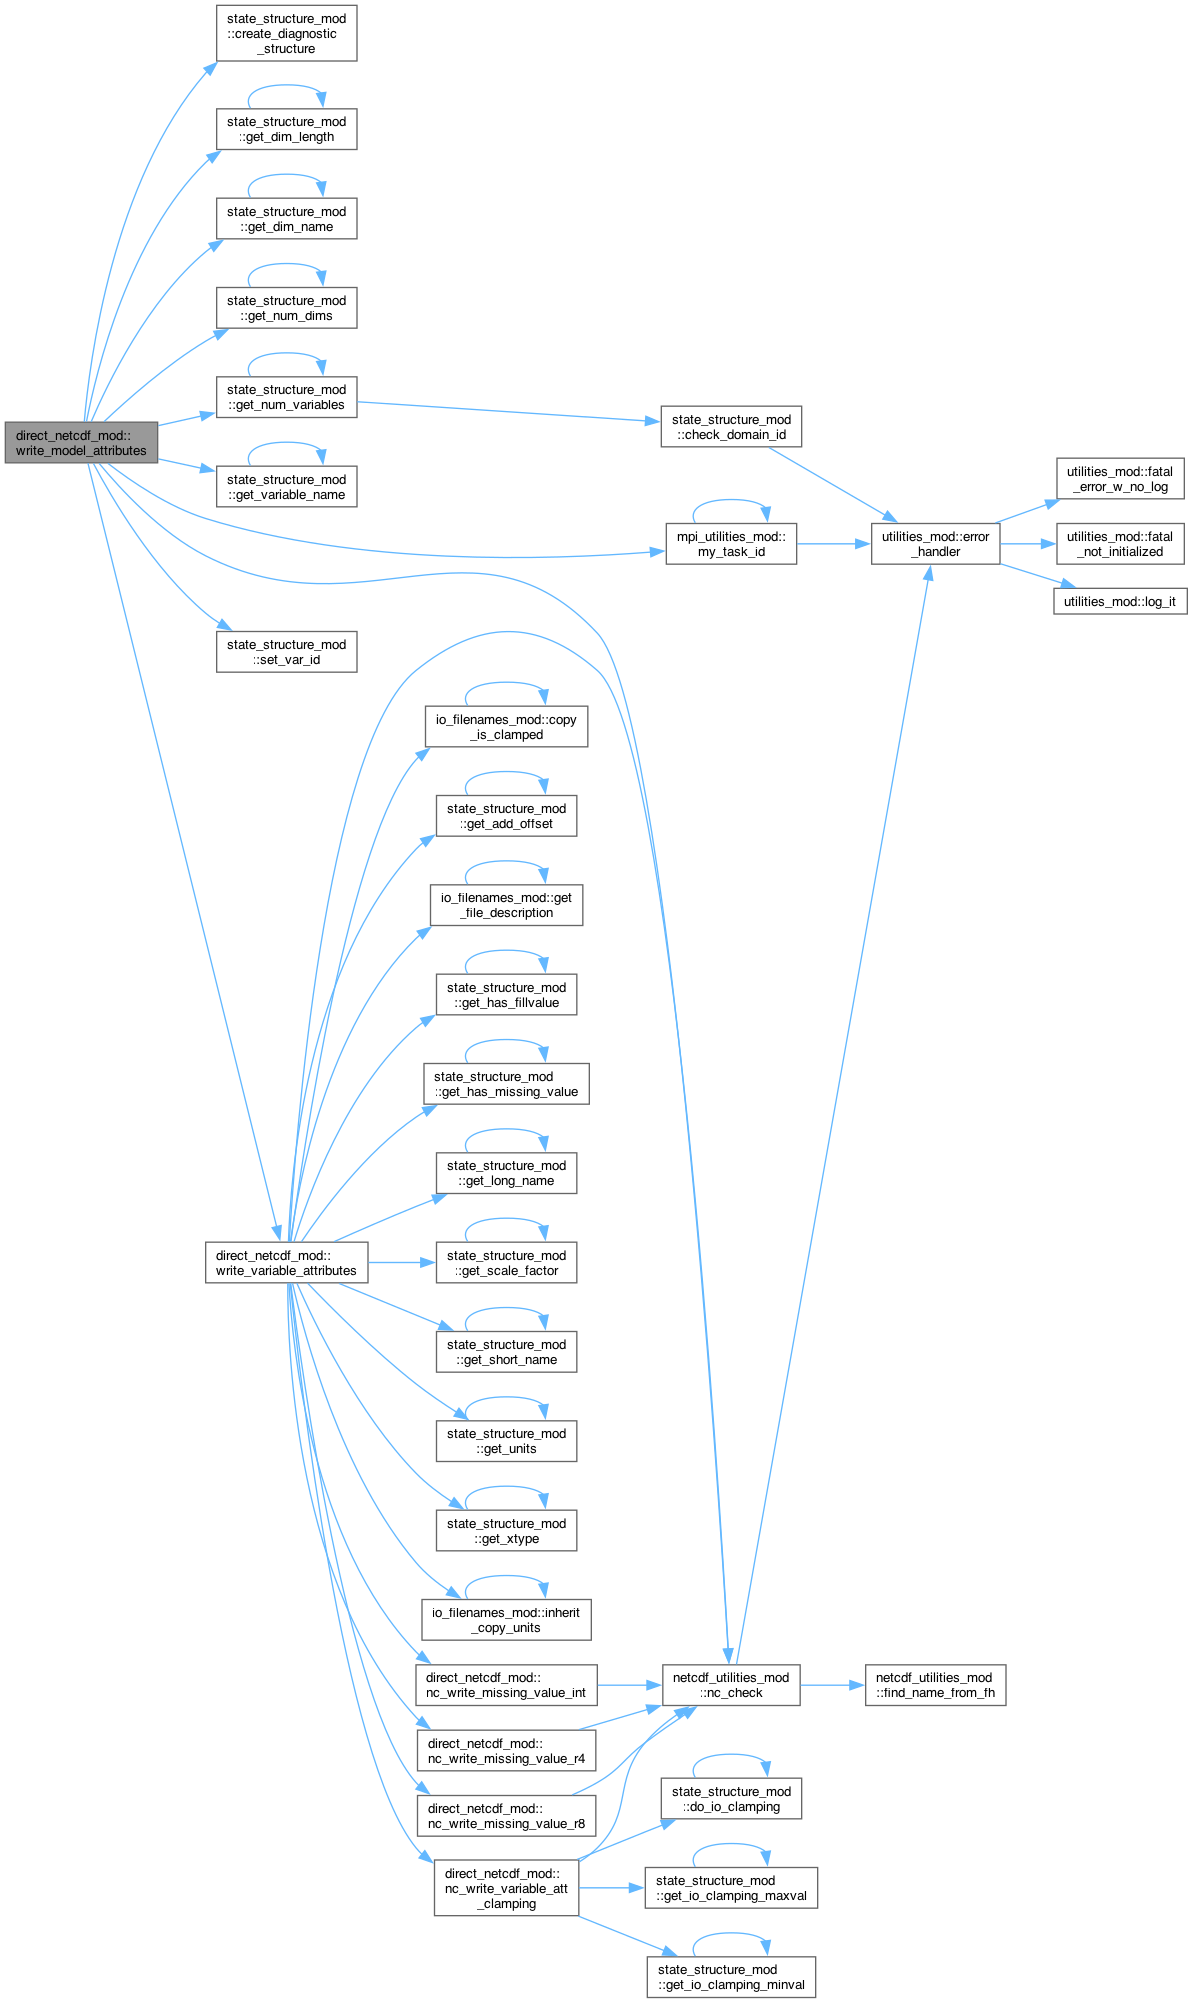 state_structure_mod
::create_diagnostic
_structure
state_structure_mod
::get_dim_length
state_structure_mod
::get_dim_name
state_structure_mod
::get_num_dims
state_structure_mod
::get_num_variables
direct_netcdf_mod::
write_model_attributes
state_structure_mod
::get_variable_name
state_structure_mod
::check_domain_id
utilities_mod::fatal
_error_w_no_log
mpi_utilities_mod::
my_task_id
utilities_mod::error
_handler
utilities_mod::fatal
_not_initialized
utilities_mod::log_it
state_structure_mod
::set_var_id
io_filenames_mod::copy
_is_clamped
state_structure_mod
::get_add_offset
io_filenames_mod::get
_file_description
state_structure_mod
::get_has_fillvalue
state_structure_mod
::get_has_missing_value
state_structure_mod
::get_long_name
direct_netcdf_mod::
write_variable_attributes
state_structure_mod
::get_scale_factor
state_structure_mod
::get_short_name
state_structure_mod
::get_units
state_structure_mod
::get_xtype
io_filenames_mod::inherit
_copy_units
direct_netcdf_mod::
nc_write_missing_value_int
netcdf_utilities_mod
::nc_check
netcdf_utilities_mod
::find_name_from_fh
direct_netcdf_mod::
nc_write_missing_value_r4
direct_netcdf_mod::
nc_write_missing_value_r8
state_structure_mod
::do_io_clamping
direct_netcdf_mod::
nc_write_variable_att
_clamping
state_structure_mod
::get_io_clamping_maxval
state_structure_mod
::get_io_clamping_minval